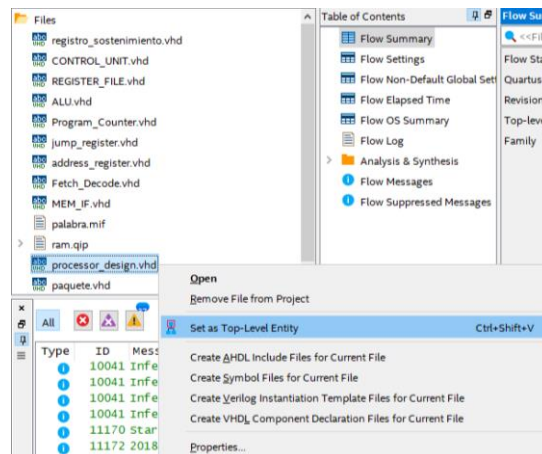 Files
registro_sostenimiento.vhd
CONTROL_UNIT.vhd
REGISTER_FILE.vhd
ALU.vhd
Program_Counter.vhd
jump_register.vhd
address_register.vhd
Fetch_Decode.vhd
MEM_IF.vhd
palabra.mif
ram.qip
processor_design.vhd
paquete.vhd
Table of Contents
Flow Summary
Flow Settings
Flow Non-Default Global Sett
Flow Elapsed Time
Flow OS Summary
Flow Log
Analysis & Synthesis
Flow Messages
Flow Suppressed Messages
Flow Su
<<Fil
Flow Sta
Quartus
Revision
Top-leve
Family
Open
Remove File from Project
Set as Top-Level Entity Ctrl+Shift+V
Create AHDL Include Files for Current File
Create Symbol Files for Current File
Create Verilog Instantiation Template Files for Current File
Create VHDL Component Declaration Files for Current File
Properties...
All
Type ID Mess
10041 Infe
10041 Infe
10041 Infe
10041 Infe
11170 Star
11172 2018